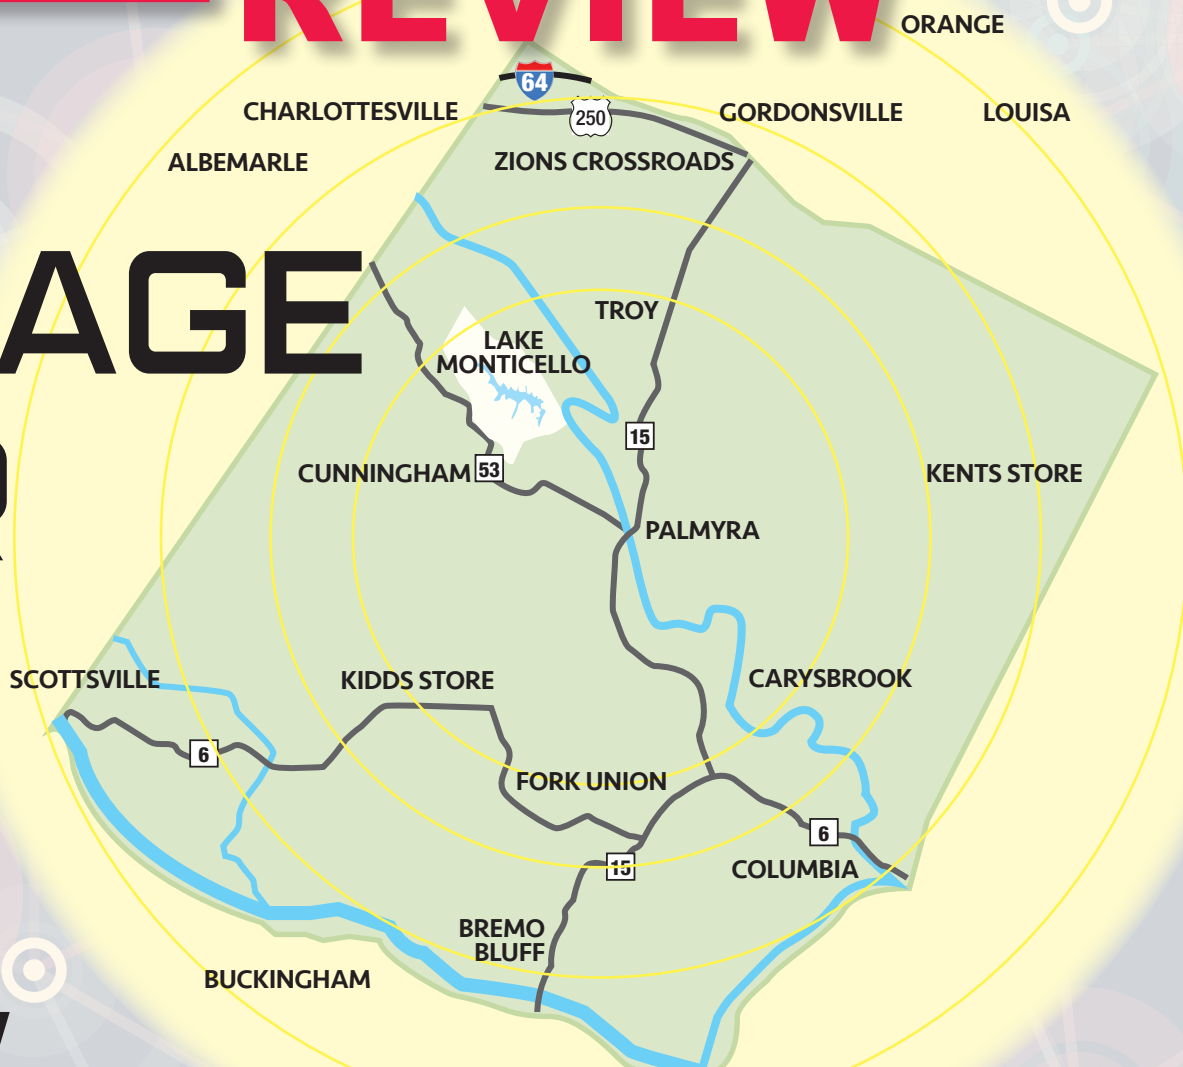 REVIEW
ORANGE
64
CHARLOTTESVILLE
250
GORDONSVILLE
LOUISA
ALBEMARLE
ZIONS CROSSROADS
AGE
TROY
LAKE
MONTICELLO
15
CUNNINGHAM
53
KENTS STORE
PALMYRA
SCOTTSVILLE
KIDDS STORE
CARYSBROOK
6
FORK UNION
6
15
COLUMBIA
BREMO
BLUFF
BUCKINGHAM